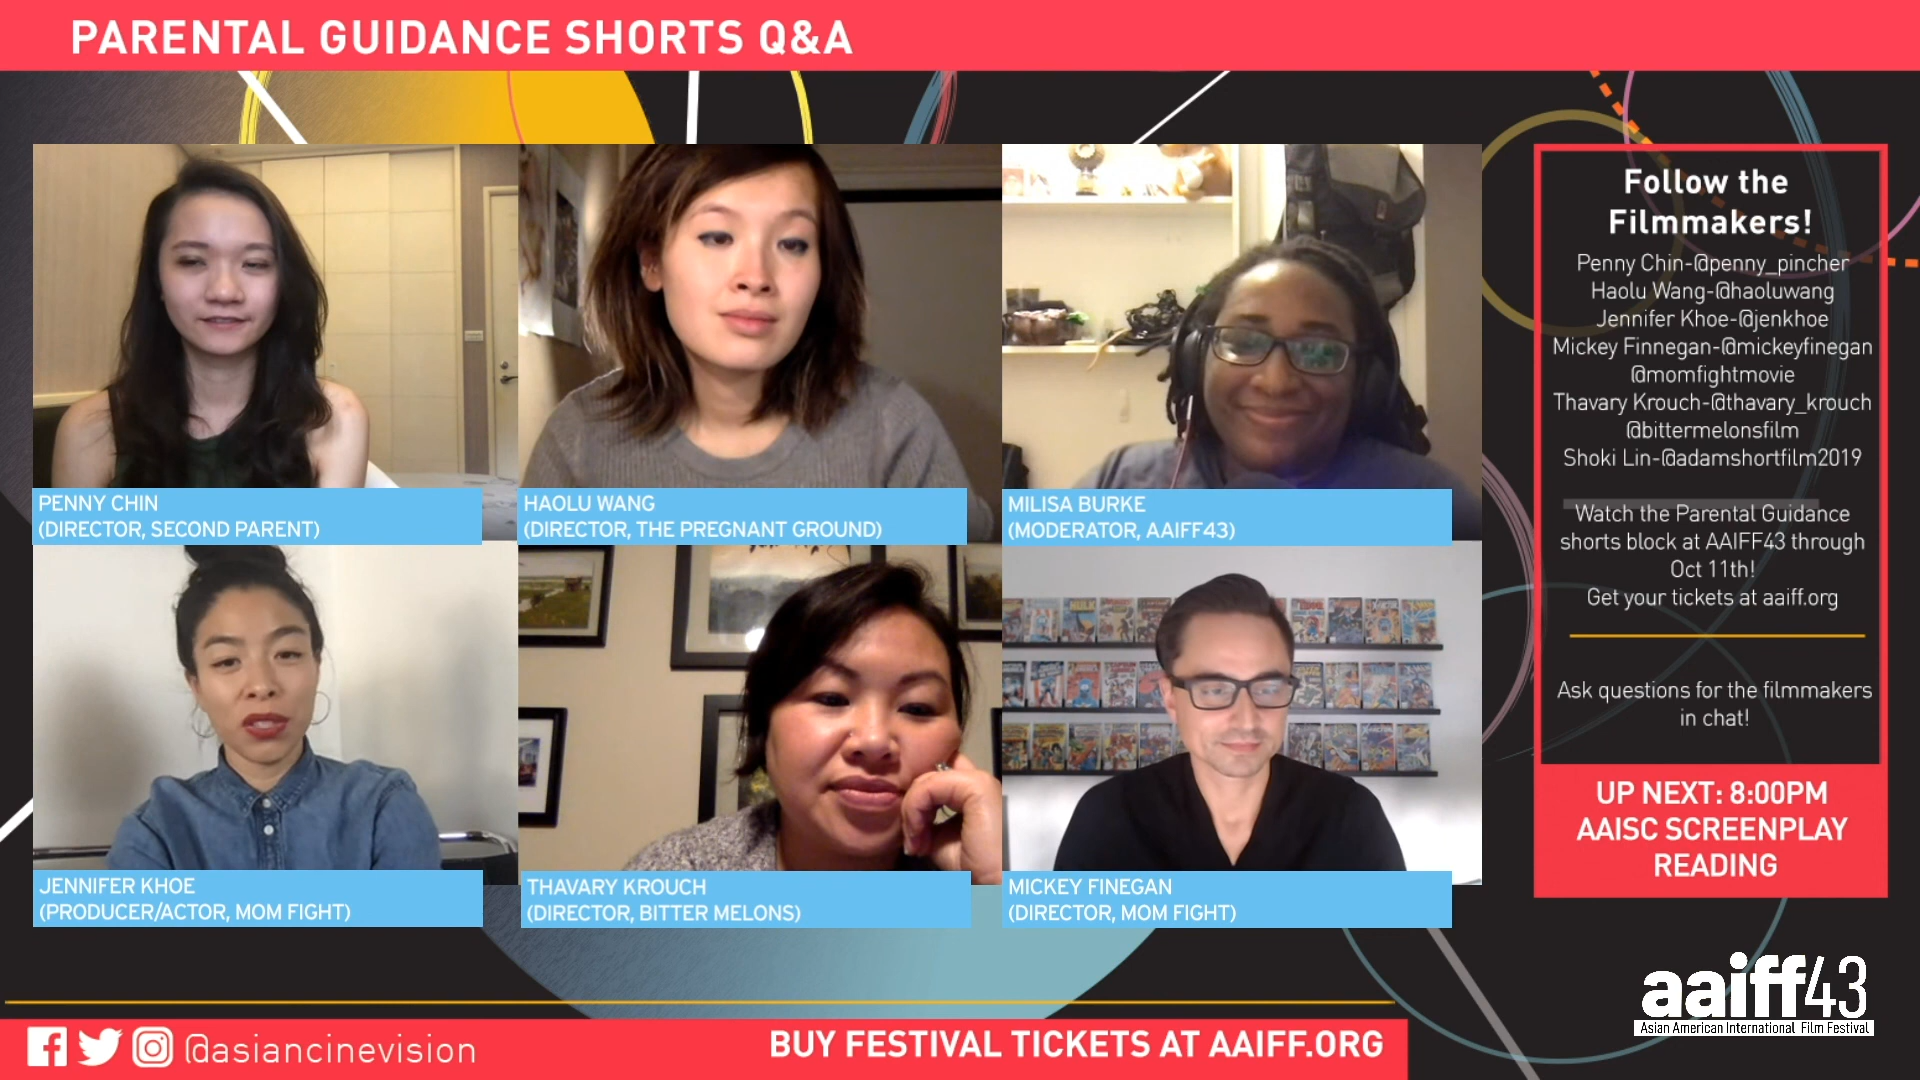 PARENTAL GUIDANCE SHORTS Q&A
PENNY CHIN
(DIRECTOR, SECOND PARENT)
HAOLU WANG
(DIRECTOR, THE PREGNANT GROUND)
MILISA BURKE
(MODERATOR, AAIFF43)
JENNIFER KHOE
(PRODUCER/ACTOR, MOM FIGHT)
THAVARY KROUCH
(DIRECTOR, BITTER MELONS)
MICKEY FINEGAN
(DIRECTOR, MOM FIGHT)
Follow the
Filmmakers!
Penny Chin-@penny_pincher
Haolu Wang-@haoluwang
Jennifer Khoe-@jenkhoe
Mickey Finnegan-@mickeyfinegan
@momfightmovie
Thavary Krouch-@thavary_krouch
@bittermelonsfilm
Shoki Lin-@adamshortfilm2019
Watch the Parental Guidance
shorts block at AAIFF43 through
Oct 11th!
Get your tickets at aaiff.org
Ask questions for the filmmakers
in chat!
UP NEXT: 8:00PM
AAISC SCREENPLAY
READING
aaiff43
Asian American International Film Festival
@asiancinevision
BUY FESTIVAL TICKETS AT AAIFF.ORG